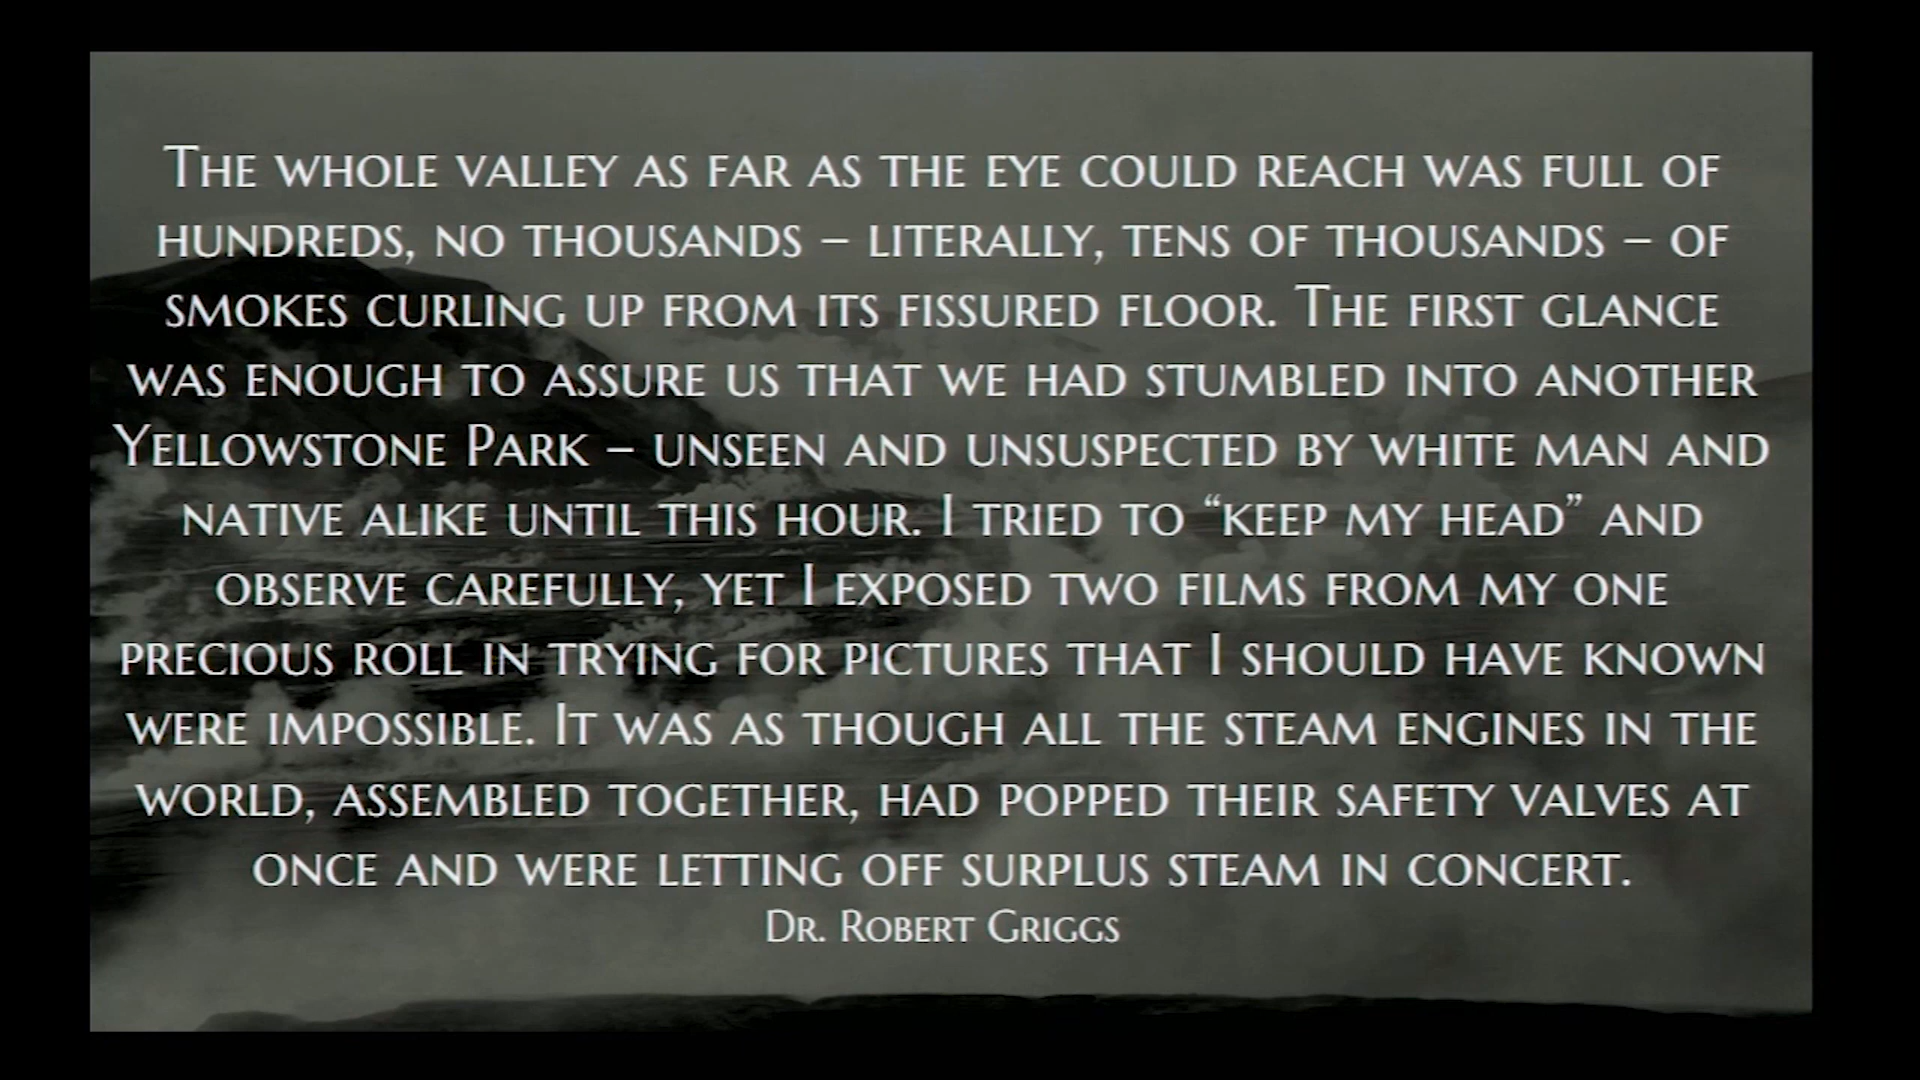 The whole valley as far as the eye could reach was full of
hundreds, no thousands – literally, tens of thousands – of
smokes curling up from its fissured floor. The first glance
was enough to assure us that we had stumbled into another
Yellowstone Park – unseen and unsuspected by white man and
native alike until this hour. I tried to “keep my head” and
observe carefully, yet I exposed two films from my one
precious roll in trying for pictures that I should have known
were impossible. It was as though all the steam engines in the
world, assembled together, had popped their safety valves at
once and were letting off surplus steam in concert.
Dr. Robert Griggs